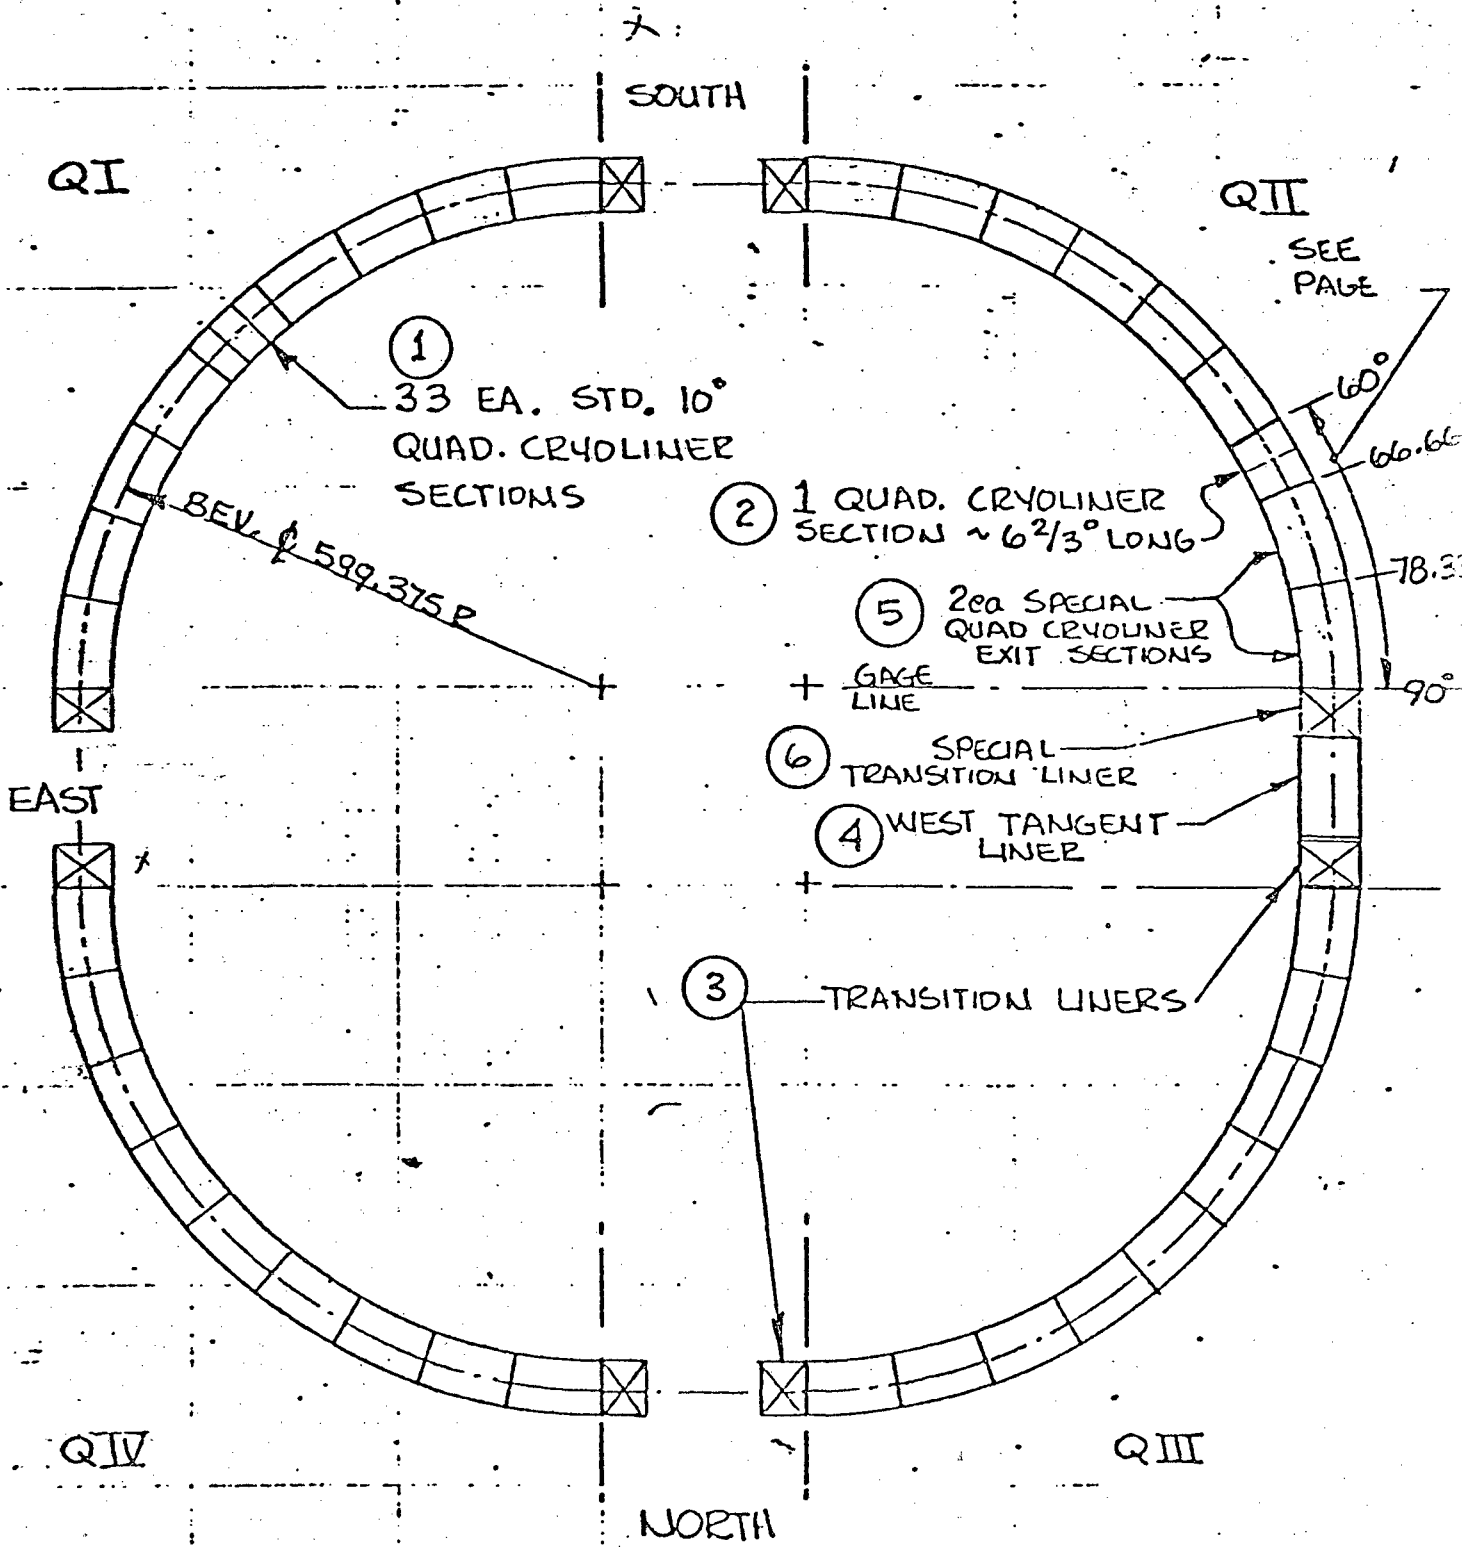 SOUTH
QI
QII
SEE
PAGE
1
33 EA. STD. 10°
QUAD. CRYOLINER
SECTIONS
60°
66.66
2
1 QUAD. CRYOLINER
SECTION ~ 6 2/3° LONG
BEV. ℄ 599.375 R
78.33
5
2ea SPECIAL
QUAD CRYOLINER
EXIT SECTIONS
GAGE
LINE
90°
6
SPECIAL
TRANSITION LINER
EAST
4
WEST TANGENT
LINER
3
TRANSITION LINERS
QIV
QIII
NORTH